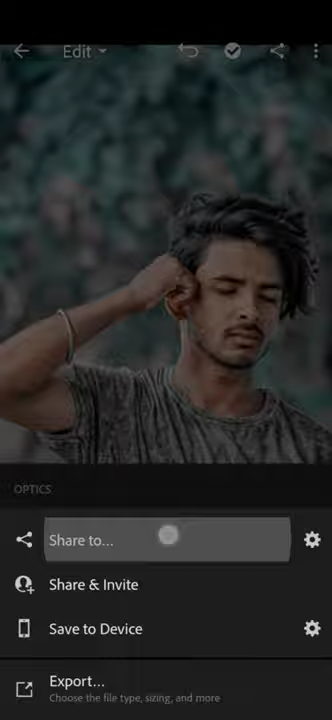 Edit
OPTICS
Share to...
Share & Invite
Save to Device
Export...
Choose the file type, sizing, and more